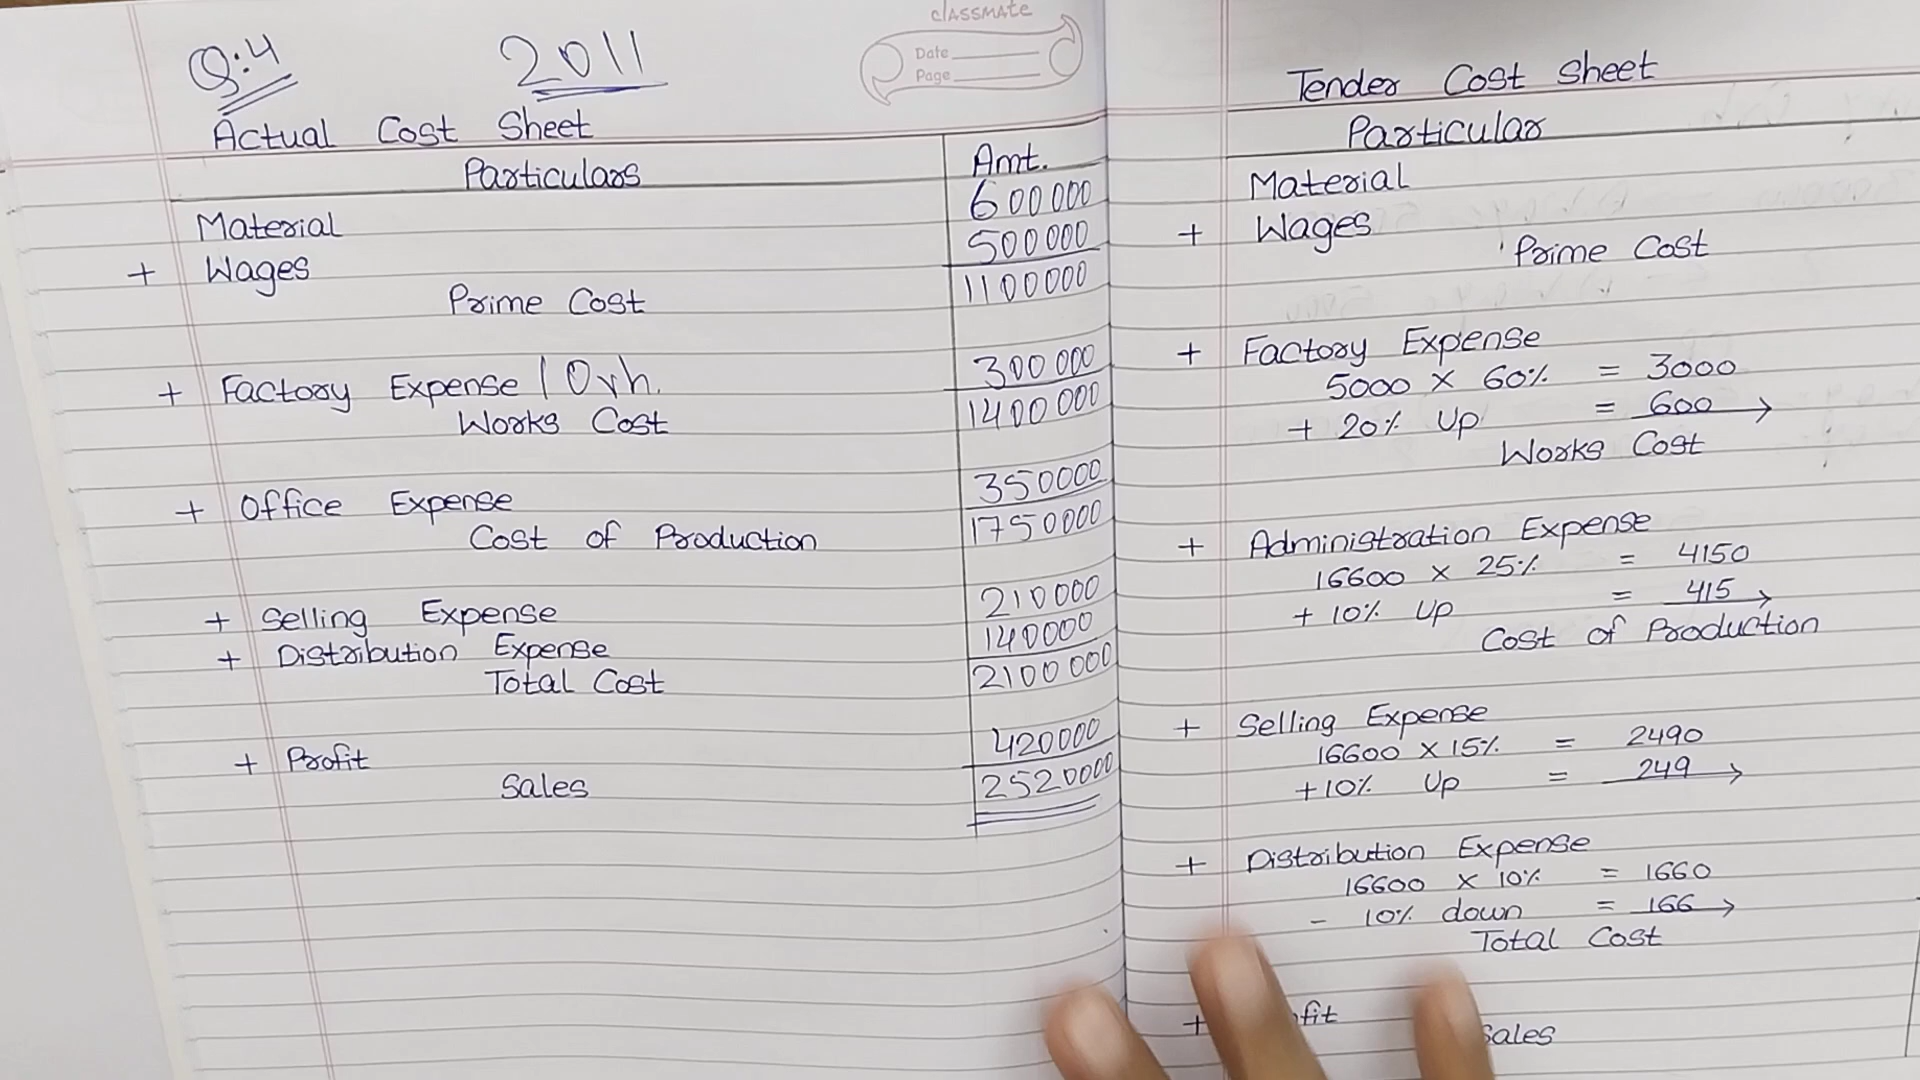 Q:4 2011
classmate
Date
Page
Actual Cost Sheet
Particulars Amt.
Material 600000
+ Wages 500000
Prime Cost 1100000
+ Factory Expense / Ovh. 300000
Works Cost 1400000
+ Office Expense 350000
Cost of Production 1750000
+ Selling Expense 210000
+ Distribution Expense 140000
Total Cost 2100000
+ Profit 420000
Sales 2520000
Tender Cost Sheet
Particular
Material
+ Wages
Prime Cost
+ Factory Expense
5000 × 60% = 3000
+ 20% Up = 600 →
Works Cost
+ Administration Expense
16600 × 25% = 4150
+ 10% Up = 415 →
Cost of Production
+ Selling Expense
16600 × 15% = 2490
+10% Up = 249 →
+ Distribution Expense
16600 × 10% = 1660
- 10% down = 166 →
Total Cost
+ fit
Sales